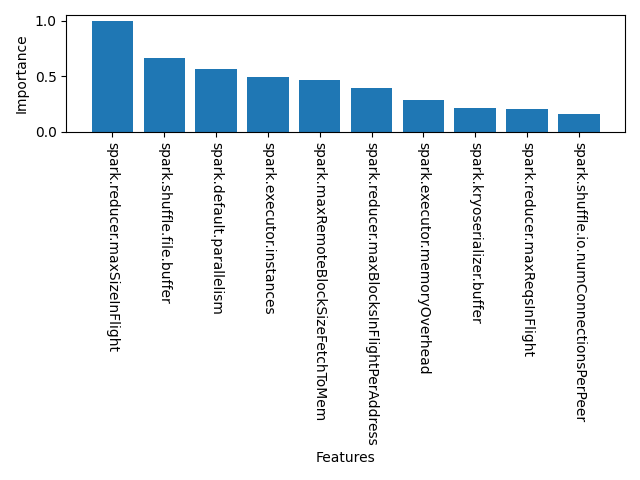 Importance
1.0
0.5
0.0
spark.reducer.maxSizeInFlight
spark.shuffle.file.buffer
spark.default.parallelism
spark.executor.instances
spark.maxRemoteBlockSizeFetchToMem
spark.reducer.maxBlocksInFlightPerAddress
spark.executor.memoryOverhead
spark.kryoserializer.buffer
spark.reducer.maxReqsInFlight
spark.shuffle.io.numConnectionsPerPeer
Features